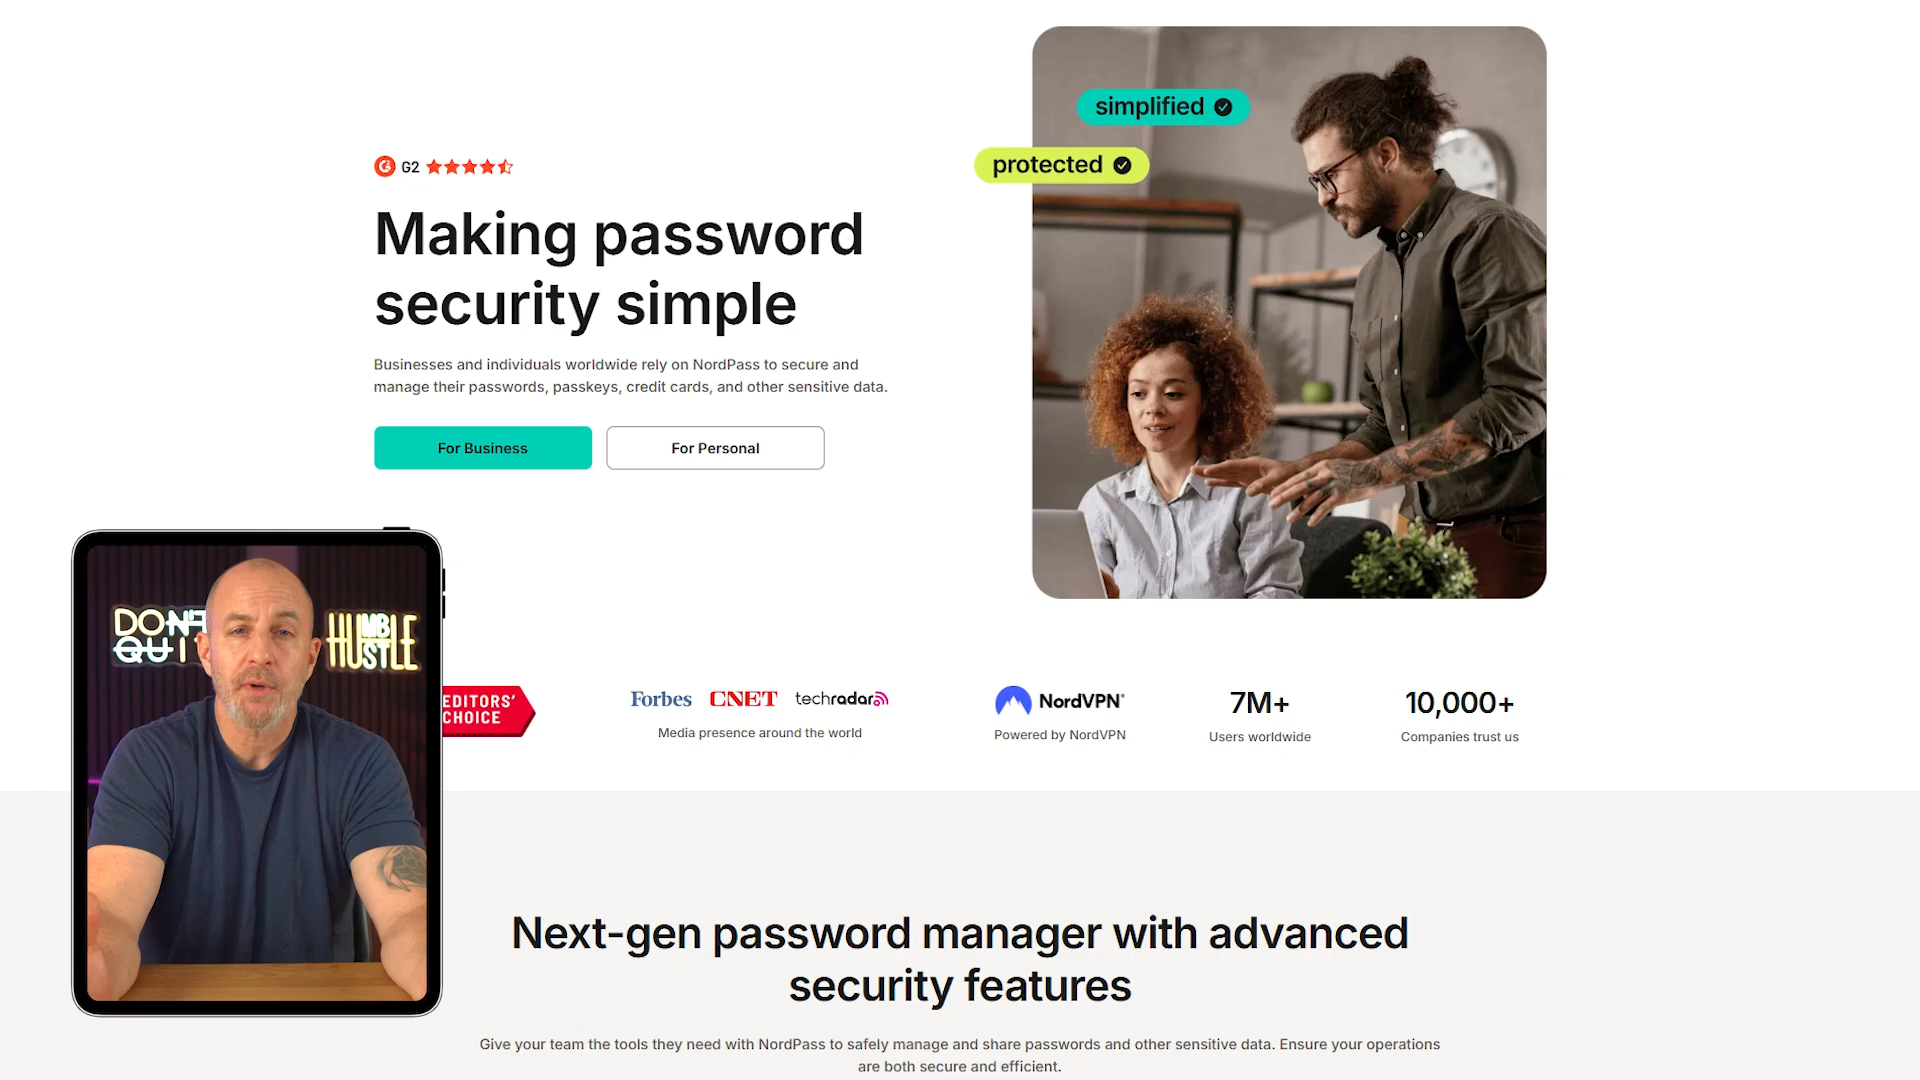 simplified
protected
G2
Making password
security simple
Businesses and individuals worldwide rely on NordPass to secure and
manage their passwords, passkeys, credit cards, and other sensitive data.
For Business
For Personal
DON'T
QUI
HUMBLE
HUSTLE
EDITORS'
CHOICE
Forbes
CNET
techradar
Media presence around the world
NordVPN®
Powered by NordVPN
7M+
Users worldwide
10,000+
Companies trust us
Next-gen password manager with advanced
security features
Give your team the tools they need with NordPass to safely manage and share passwords and other sensitive data. Ensure your operations
are both secure and efficient.